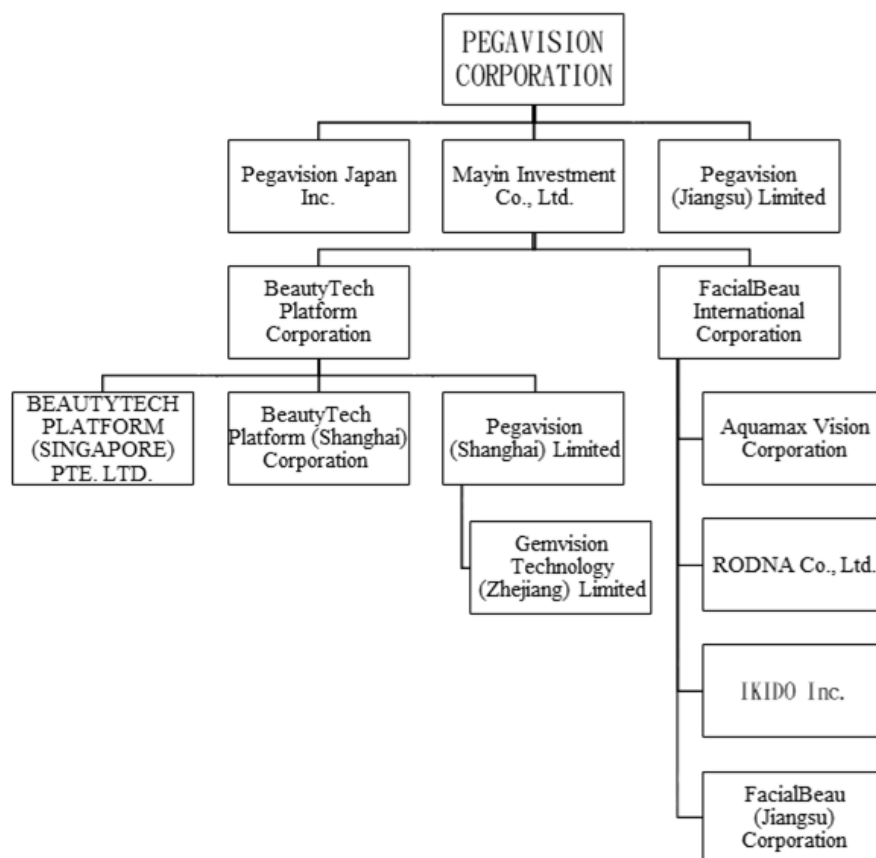 PEGAVISION
CORPORATION
Pegavision Japan
Inc.
Mayin Investment
Co., Ltd.
Pegavision
(Jiangsu) Limited
BeautyTech
Platform
Corporation
FacialBeau
International
Corporation
BEAUTYTECH
PLATFORM
(SINGAPORE)
PTE. LTD.
BeautyTech
Platform (Shanghai)
Corporation
Pegavision
(Shanghai) Limited
Aquamax Vision
Corporation
Gemvision
Technology
(Zhejiang) Limited
RODNA Co., Ltd.
IKIDO Inc.
FacialBeau
(Jiangsu)
Corporation